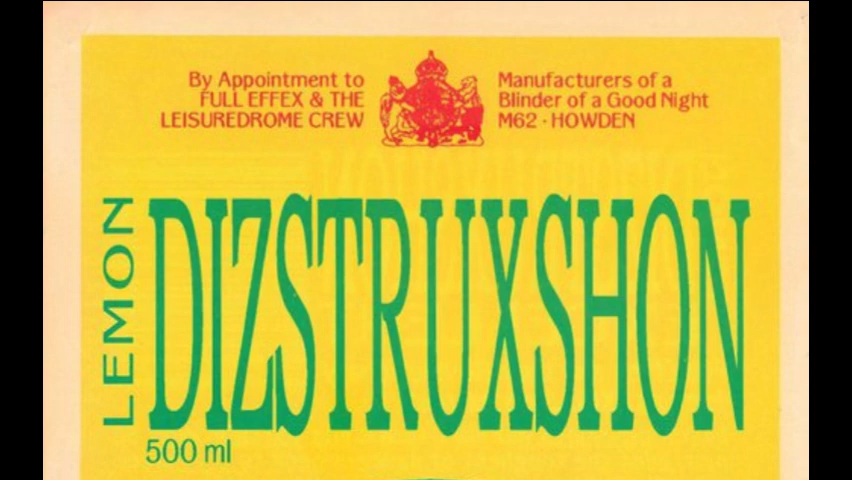 By Appointment to
FULL EFFEX & THE
LEISUREDROME CREW
Manufacturers of a
Blinder of a Good Night
M62 · HOWDEN
LEMON
DIZSTRUXSHON
500 ml